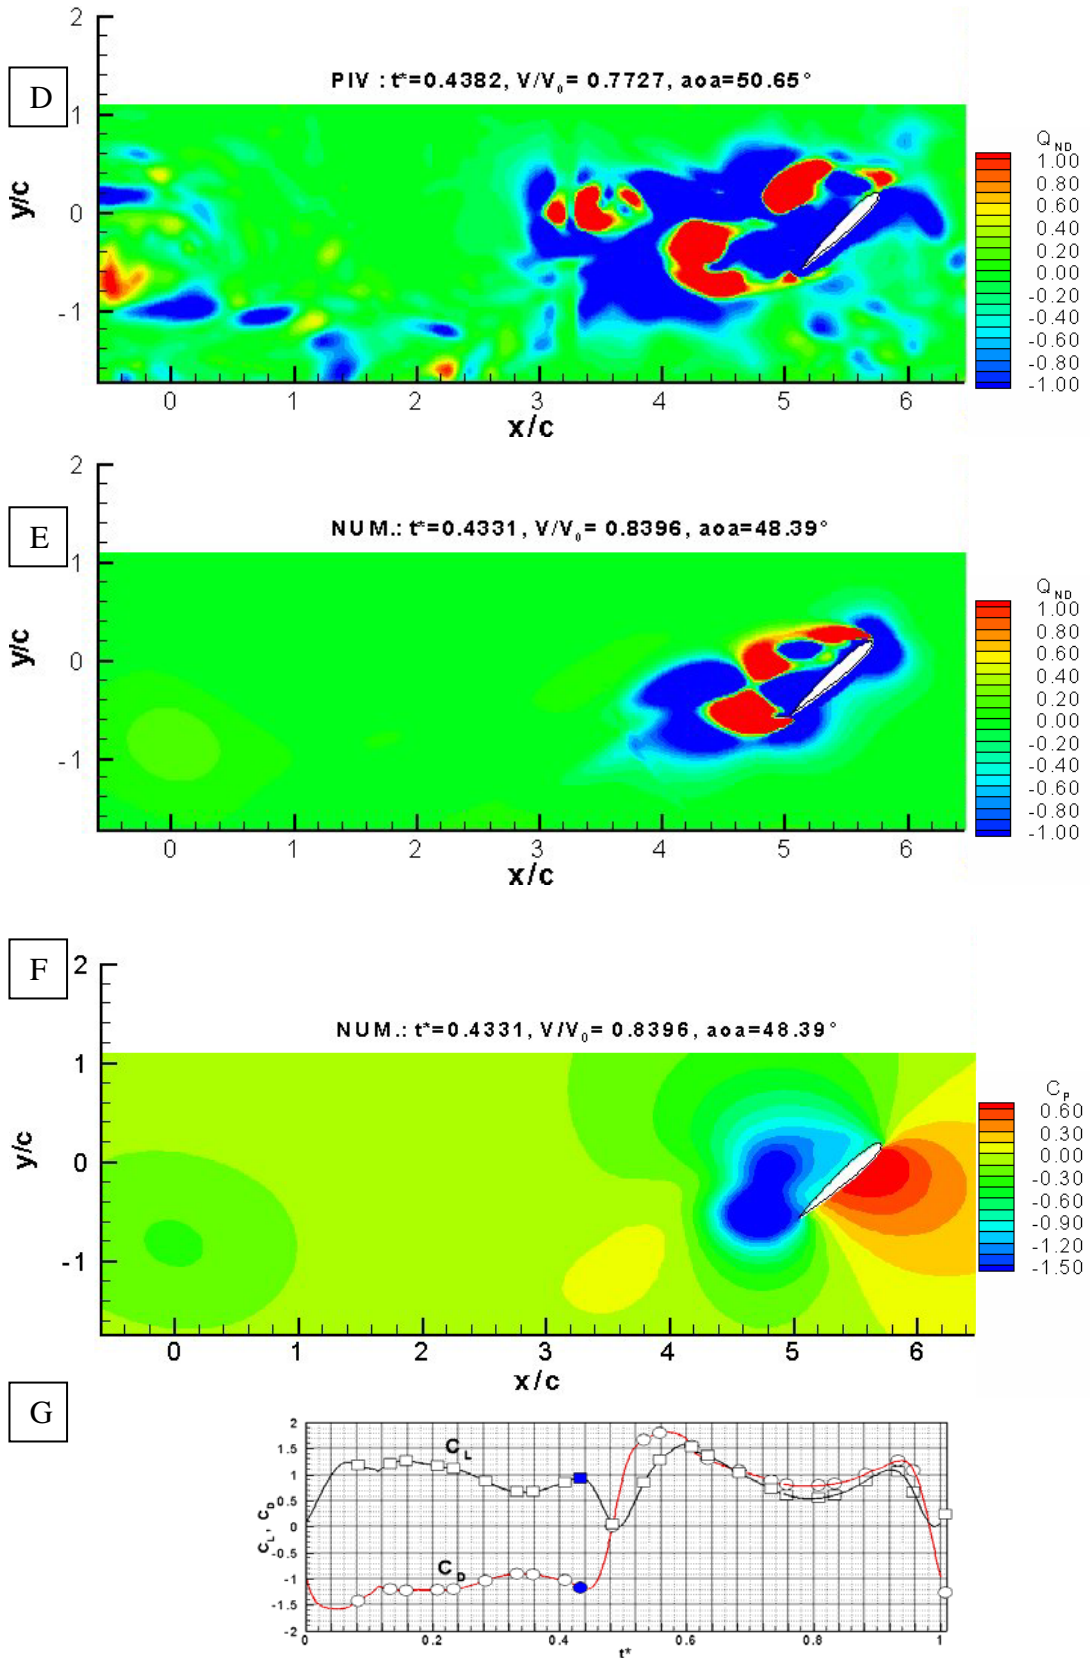 D
PIV : t*=0.4382, V/V₀= 0.7727, aoa=50.65°
2
1
0
-1
y/c
0 1 2 3 4 5 6
x/c
Q ND
1.00
0.80
0.60
0.40
0.20
0.00
-0.20
-0.40
-0.60
-0.80
-1.00
E
NUM.: t*=0.4331, V/V₀= 0.8396, aoa=48.39°
2
1
0
-1
y/c
0 1 2 3 4 5 6
x/c
Q ND
1.00
0.80
0.60
0.40
0.20
0.00
-0.20
-0.40
-0.60
-0.80
-1.00
F
NUM.: t*=0.4331, V/V₀= 0.8396, aoa=48.39°
2
1
0
-1
y/c
0 1 2 3 4 5 6
x/c
C P
0.60
0.30
0.00
-0.30
-0.60
-0.90
-1.20
-1.50
G
2
1.5
1
0.5
0
-0.5
-1
-1.5
-2
C L , C D
C L
C D
0 0.2 0.4 0.6 0.8 1
t*